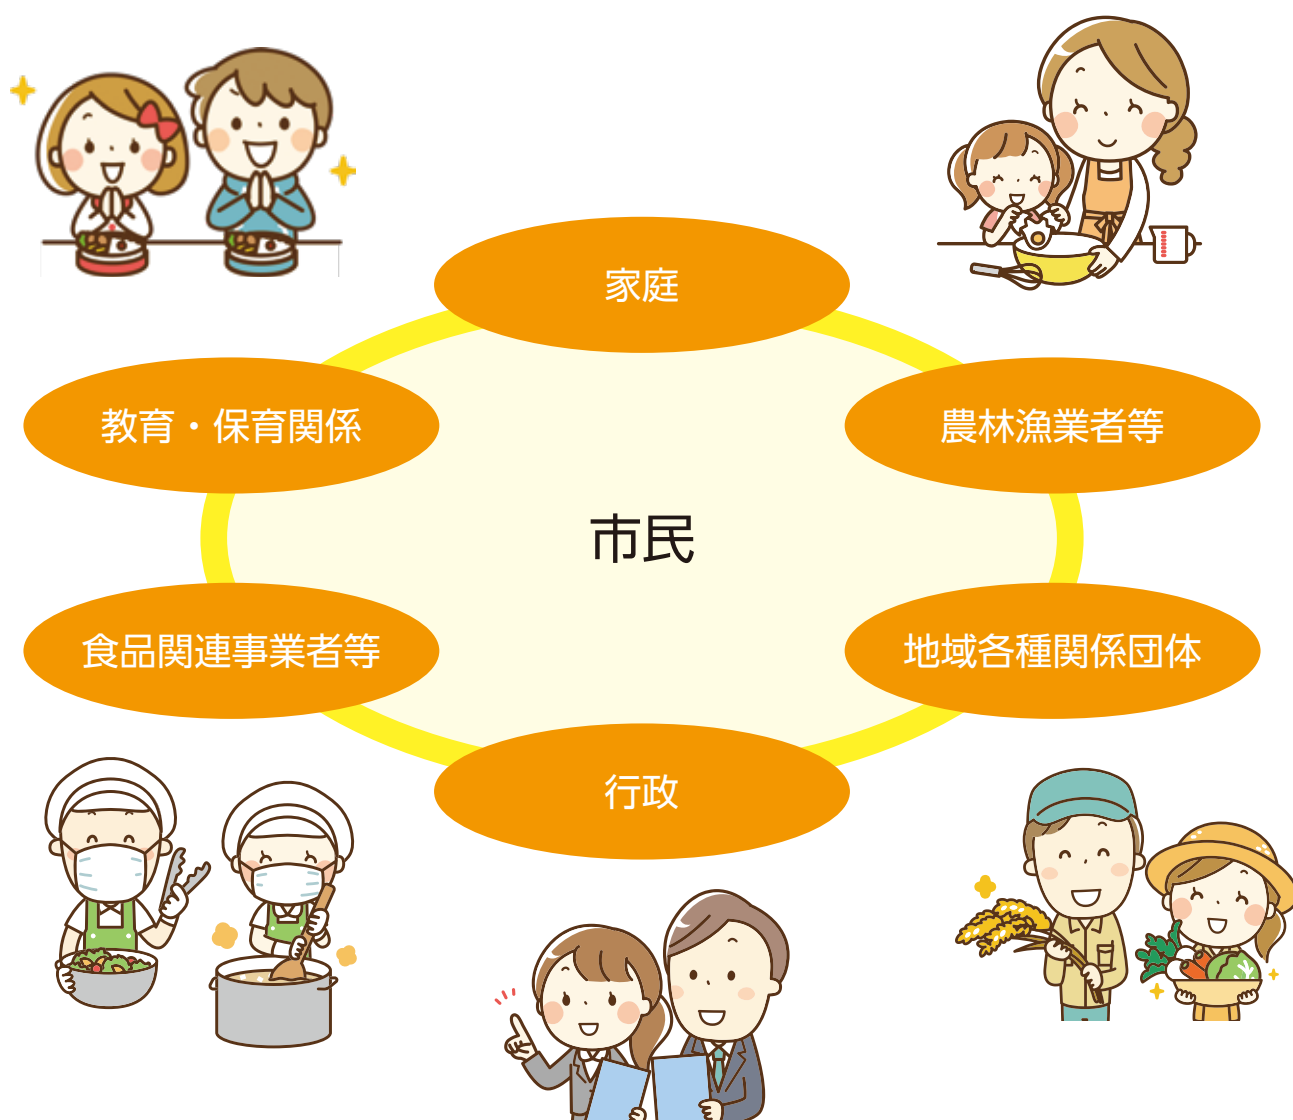 家庭
教育・保育関係
農林漁業者等
市民
食品関連事業者等
地域各種関係団体
行政